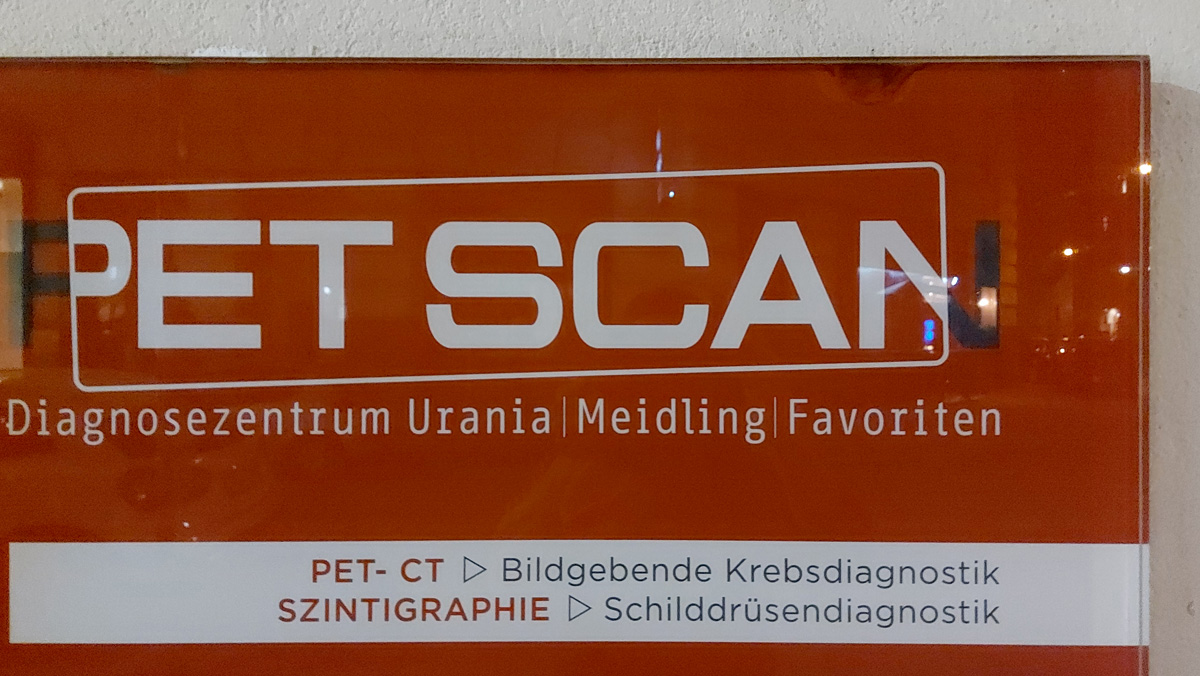 PET SCAN
Diagnosezentrum Urania|Meidling|Favoriten
PET- CT ▷ Bildgebende Krebsdiagnostik
SZINTIGRAPHIE ▷ Schilddrüsendiagnostik